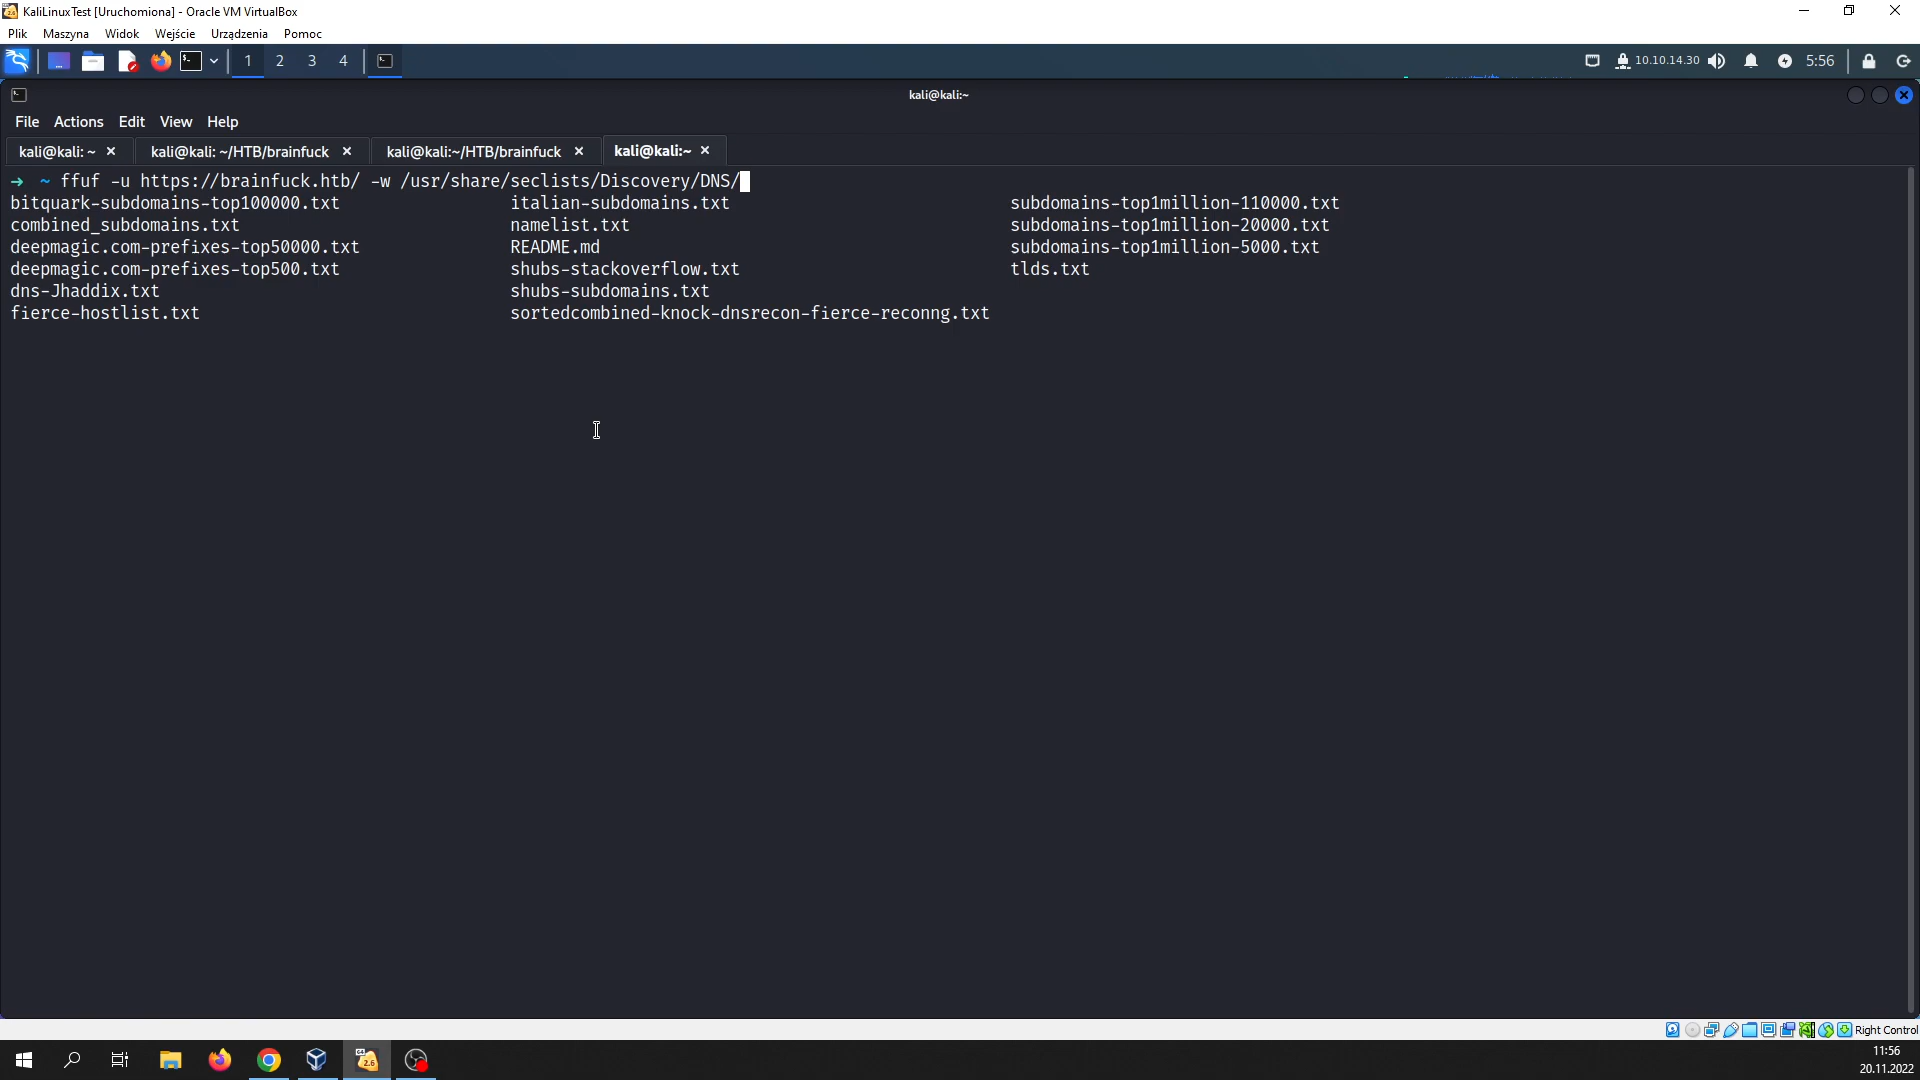 KaliLinuxTest [Uruchomiona] - Oracle VM VirtualBox
Plik Maszyna Widok Wejście Urządzenia Pomoc
1 2 3 4 10.10.14.30 5:56
kali@kali:~
File Actions Edit View Help
kali@kali: ~ kali@kali: ~/HTB/brainfuck kali@kali:~/HTB/brainfuck kali@kali:~
→ ~ ffuf -u https://brainfuck.htb/ -w /usr/share/seclists/Discovery/DNS/
bitquark-subdomains-top100000.txt italian-subdomains.txt subdomains-top1million-110000.txt
combined_subdomains.txt namelist.txt subdomains-top1million-20000.txt
deepmagic.com-prefixes-top50000.txt README.md subdomains-top1million-5000.txt
deepmagic.com-prefixes-top500.txt shubs-stackoverflow.txt tlds.txt
dns-Jhaddix.txt shubs-subdomains.txt
fierce-hostlist.txt sortedcombined-knock-dnsrecon-fierce-reconng.txt
Right Control
11:56
20.11.2022